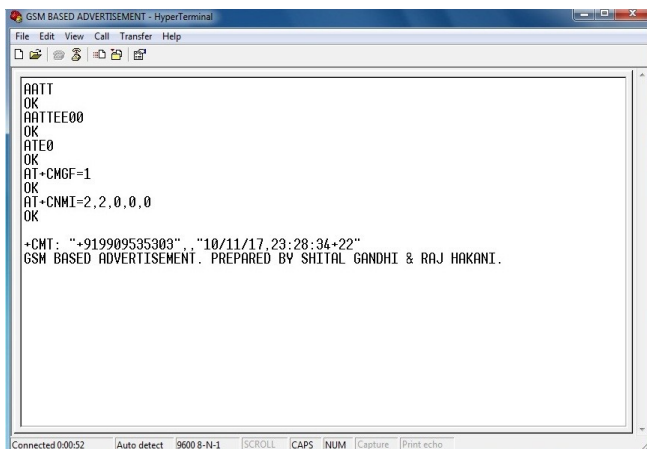 GSM BASED ADVERTISEMENT - HyperTerminal
File Edit View Call Transfer Help
AATT
OK
AATTEE00
OK
ATE0
OK
AT+CMGF=1
OK
AT+CNMI=2,2,0,0,0
OK
+CMT: "+919909535303",,"10/11/17,23:28:34+22"
GSM BASED ADVERTISEMENT. PREPARED BY SHITAL GANDHI & RAJ HAKANI.
Connected 0:00:52 Auto detect 9600 8-N-1 SCROLL CAPS NUM Capture Print echo